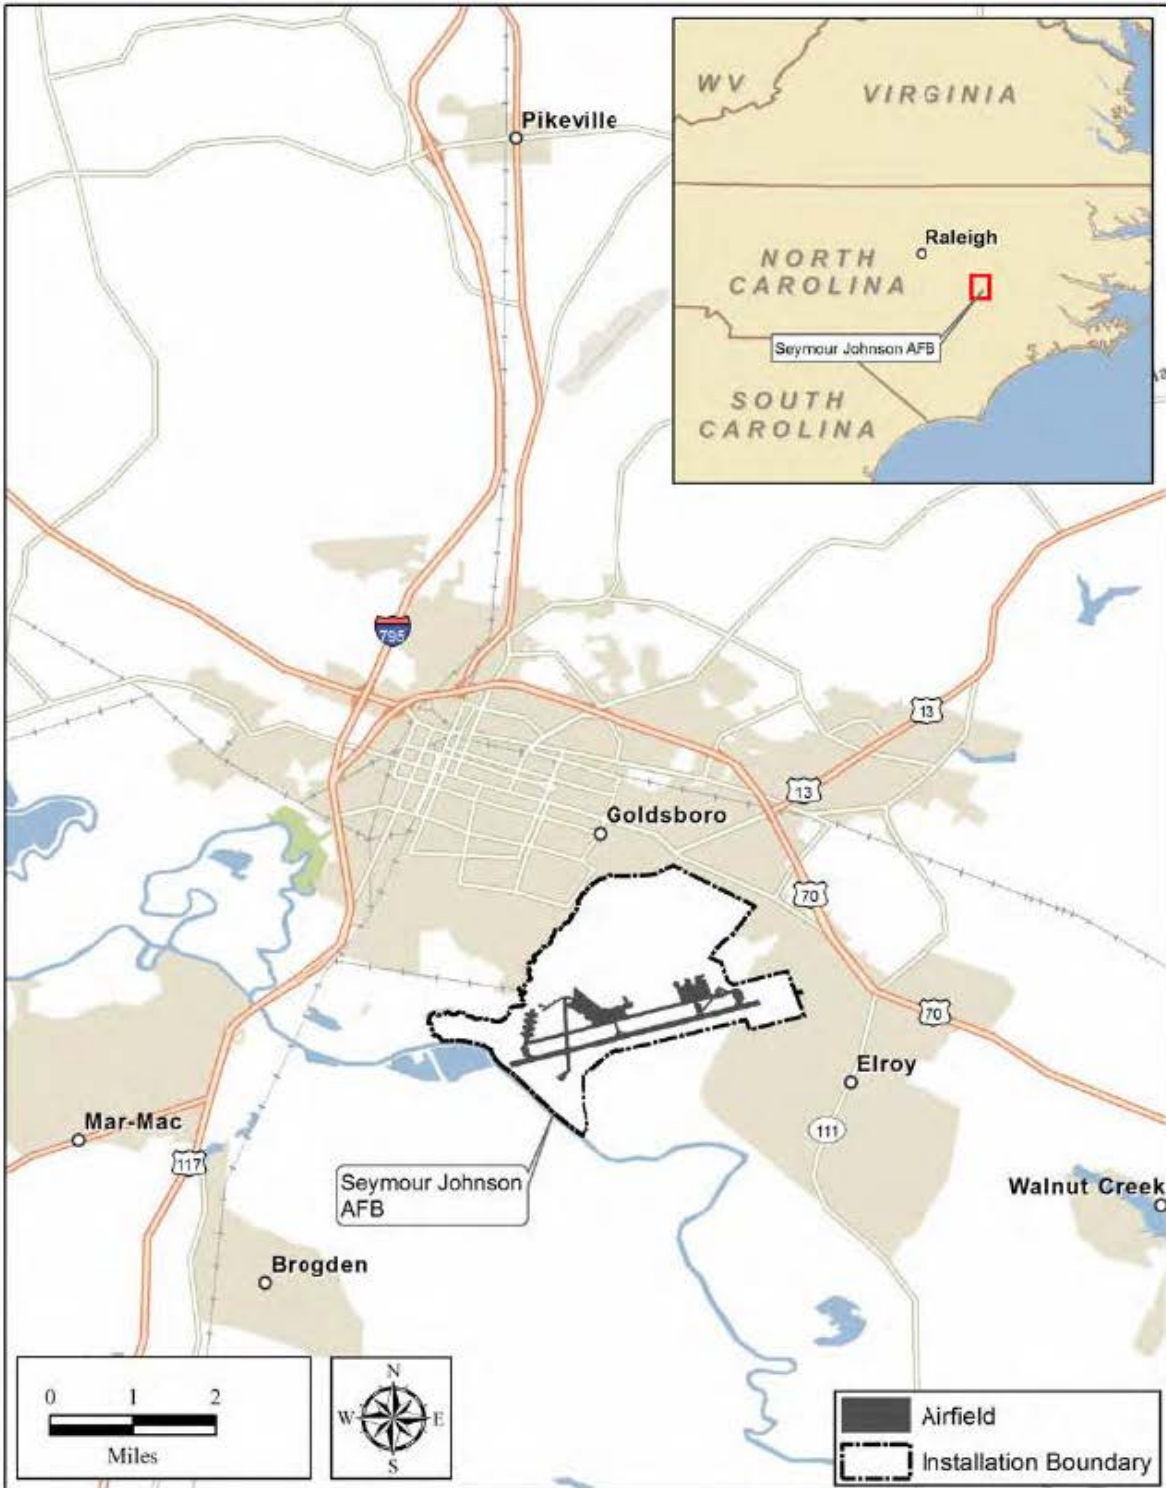 Pikeville
WV
VIRGINIA
Raleigh
NORTH
CAROLINA
Seymour Johnson AFB
SOUTH
CAROLINA
795
13
13
Goldsboro
70
70
Elroy
Mar-Mac
111
117
Seymour Johnson
AFB
Walnut Creek
Brogden
0 1 2
Miles
N
W E
S
Airfield
Installation Boundary